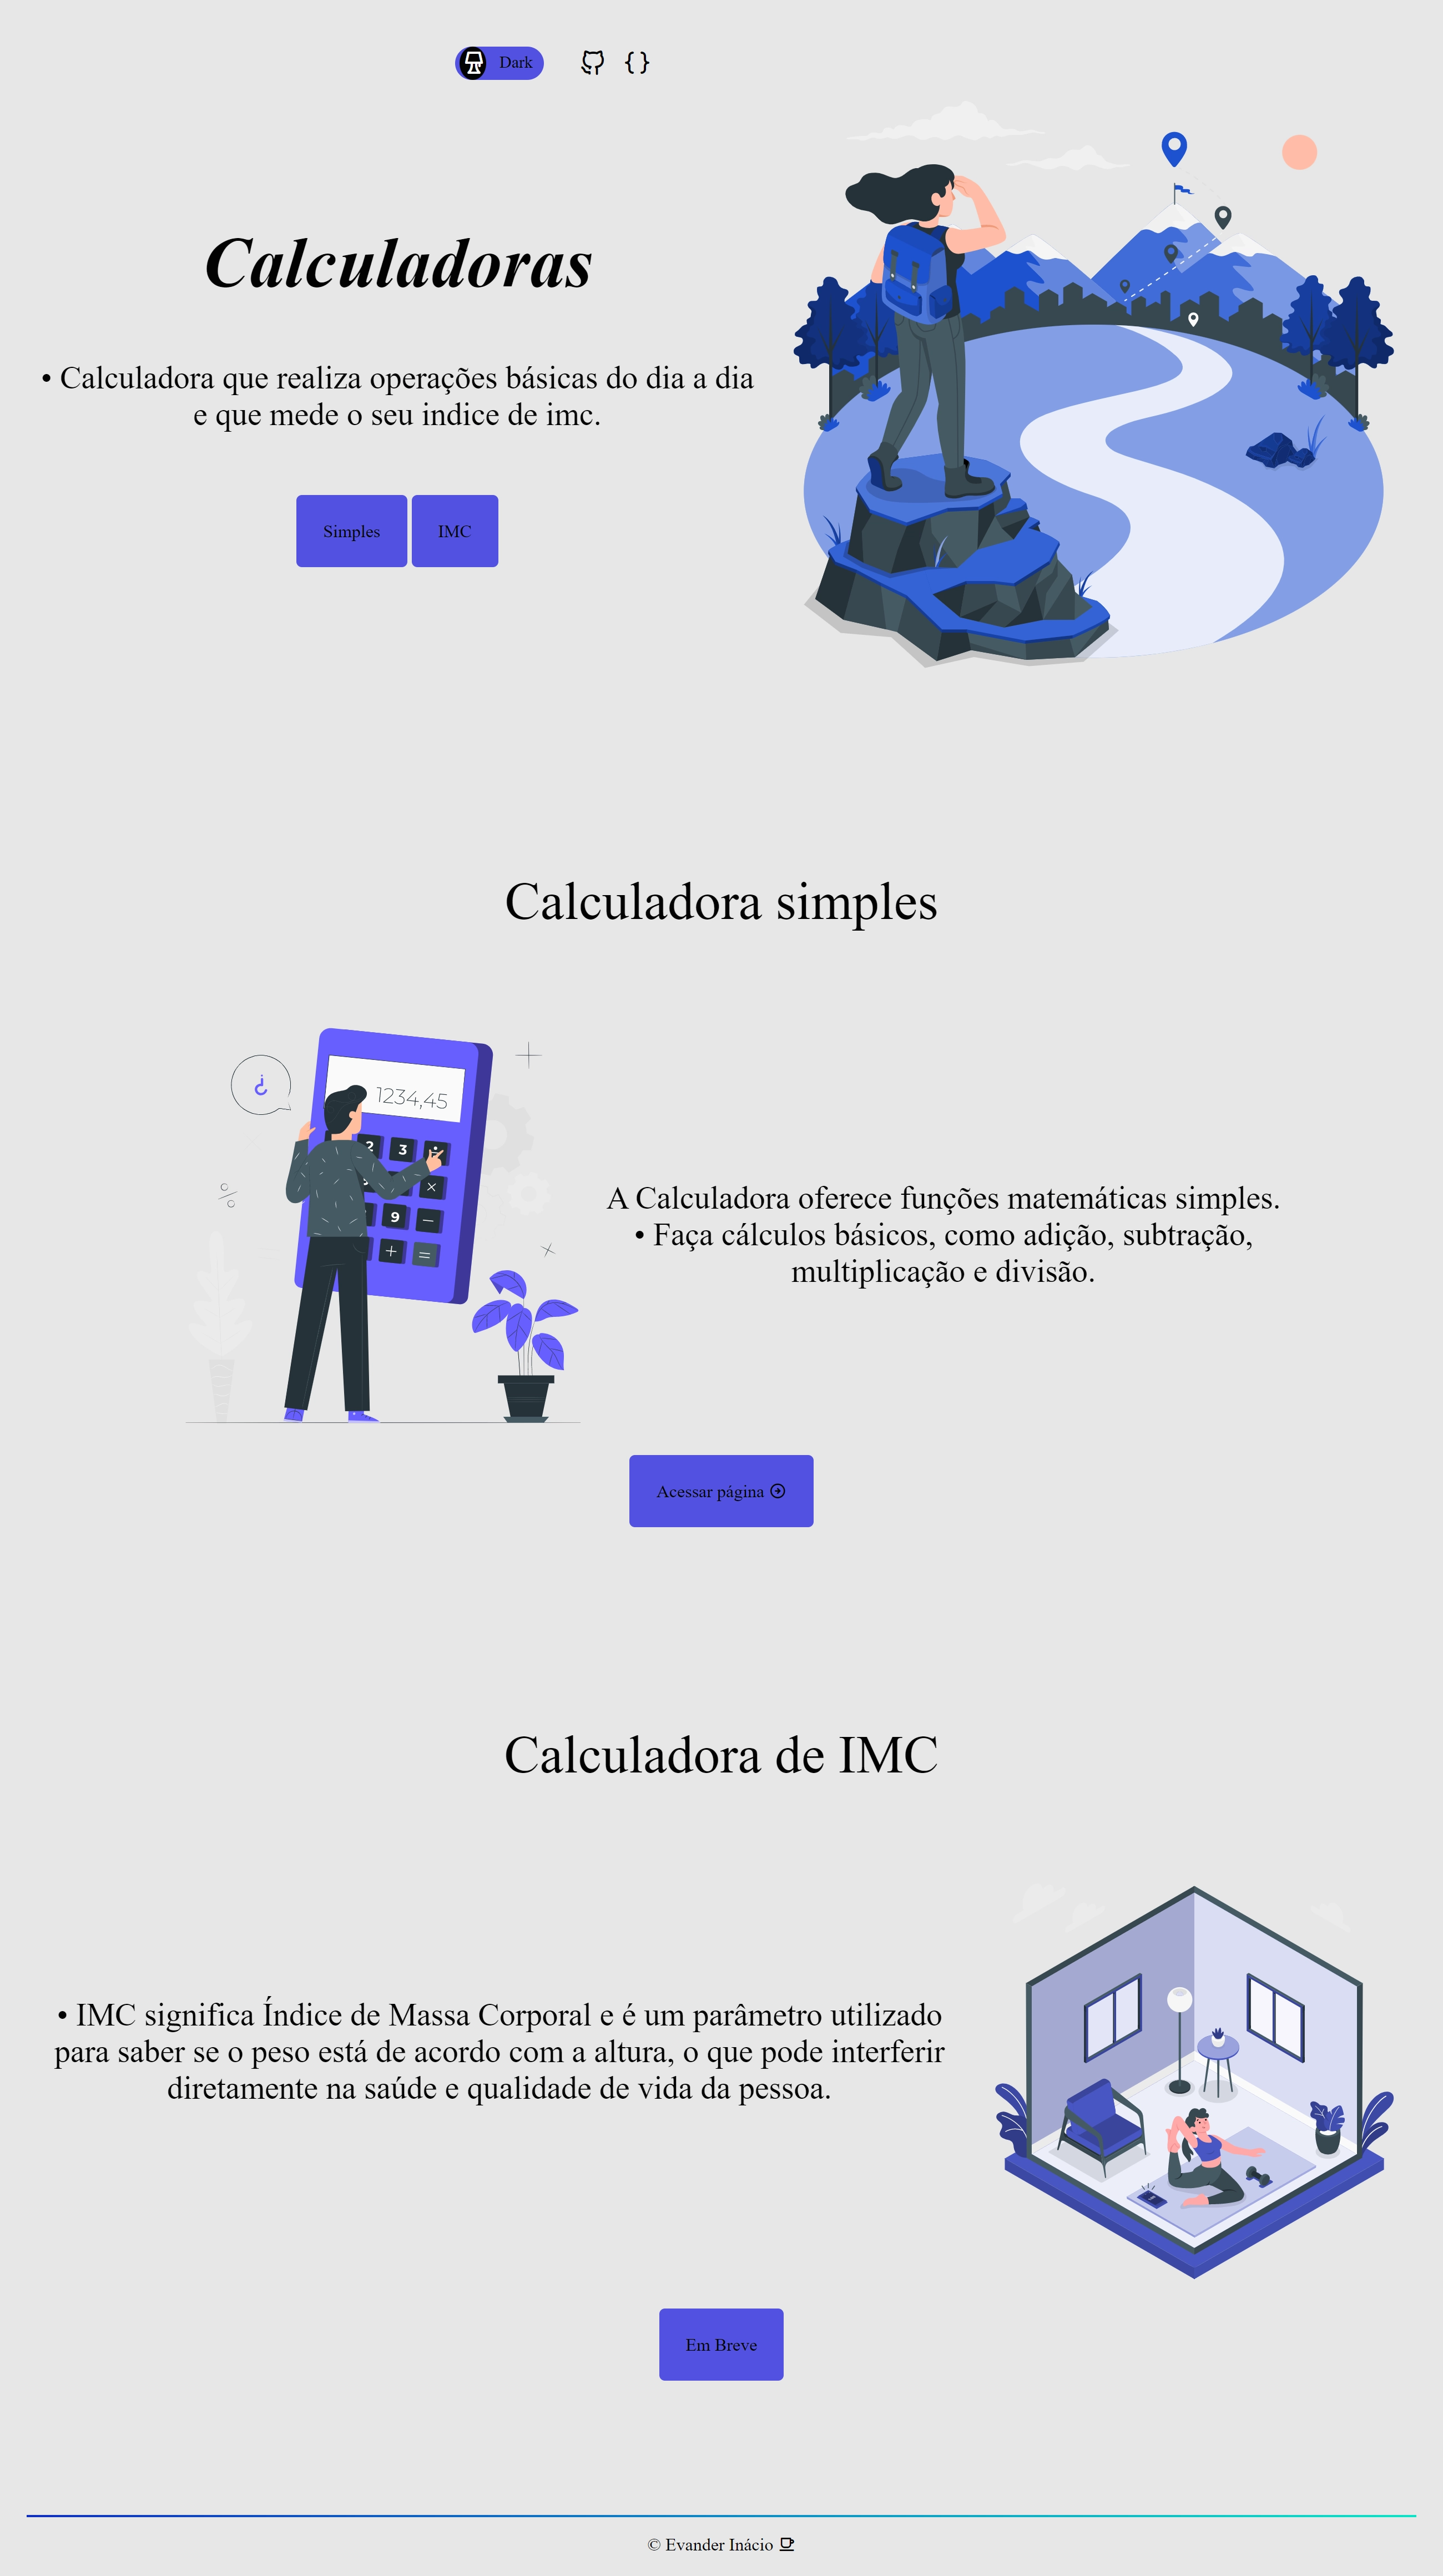 Dark
{ }
Calculadoras
• Calculadora que realiza operações básicas do dia a dia
e que mede o seu indice de imc.
Simples
IMC
Calculadora simples
¿
1234,45
2 3 ÷
×
9 −
+ =
%
A Calculadora oferece funções matemáticas simples.
• Faça cálculos básicos, como adição, subtração,
multiplicação e divisão.
Acessar página
Calculadora de IMC
• IMC significa Índice de Massa Corporal e é um parâmetro utilizado
para saber se o peso está de acordo com a altura, o que pode interferir
diretamente na saúde e qualidade de vida da pessoa.
Em Breve
© Evander Inácio